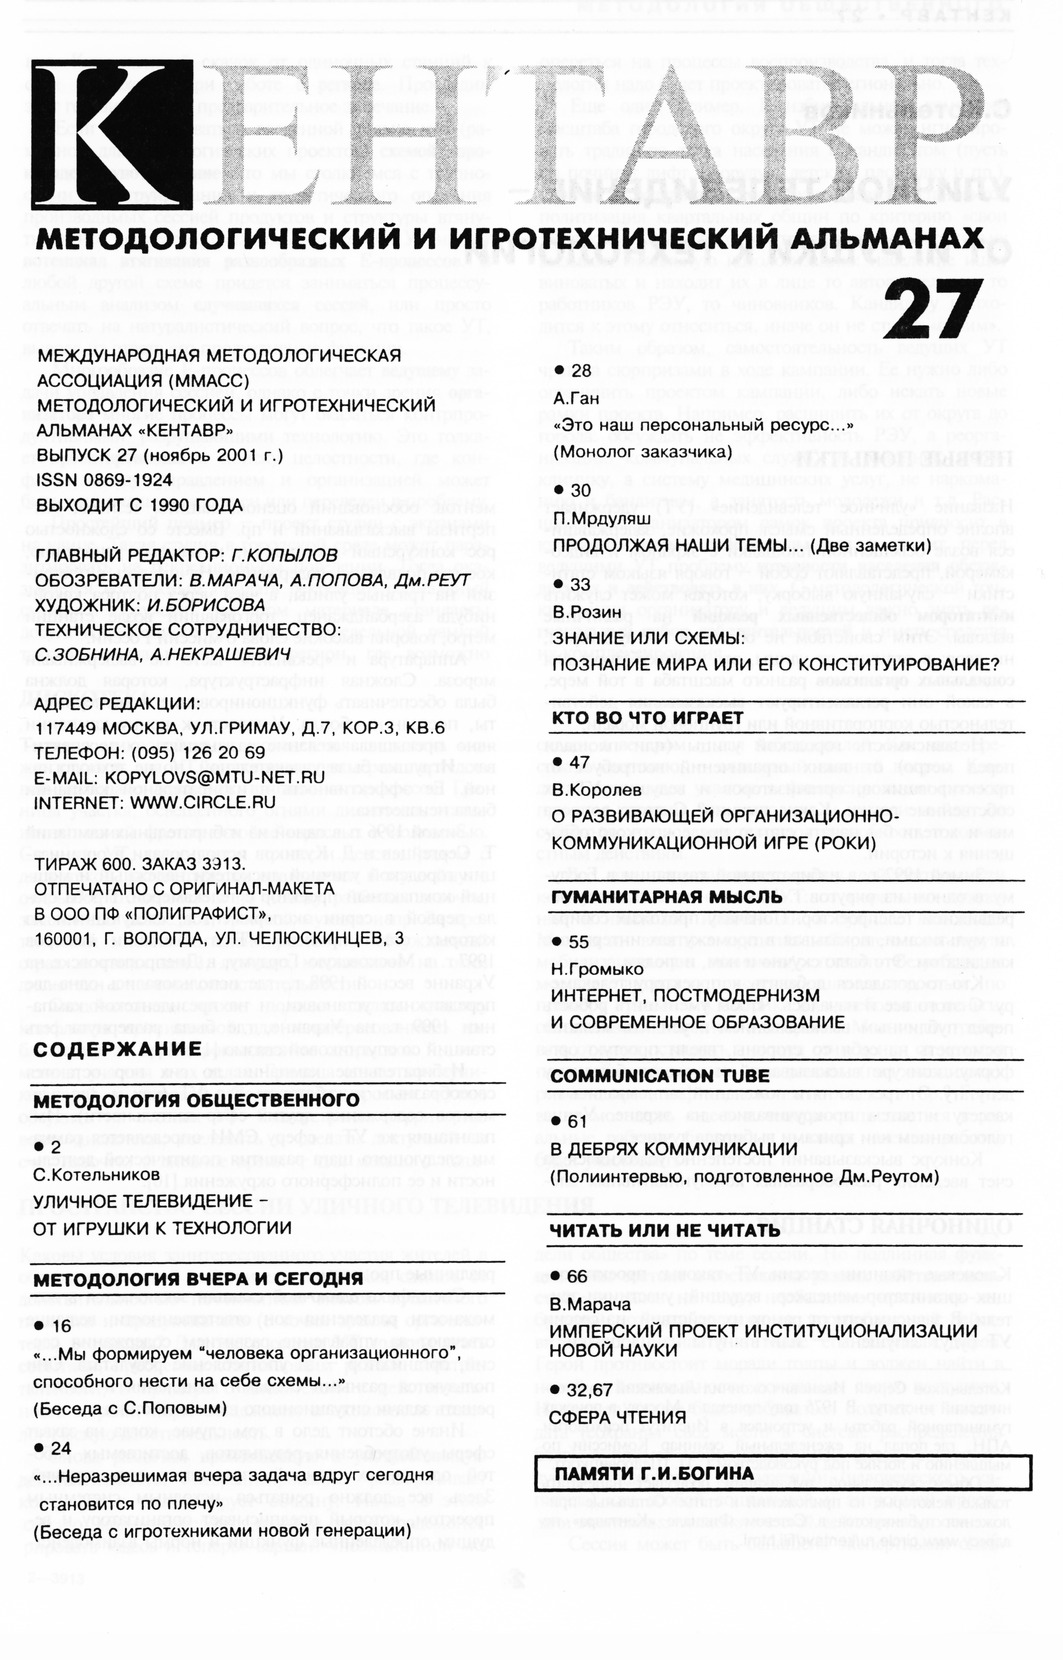 КЕНТАВР
МЕТОДОЛОГИЧЕСКИЙ И ИГРОТЕХНИЧЕСКИЙ АЛЬМАНАХ
27
МЕЖДУНАРОДНАЯ МЕТОДОЛОГИЧЕСКАЯ
АССОЦИАЦИЯ (ММАСС)
МЕТОДОЛОГИЧЕСКИЙ И ИГРОТЕХНИЧЕСКИЙ
АЛЬМАНАХ «КЕНТАВР»
ВЫПУСК 27 (ноябрь 2001 г.)
ISSN 0869-1924
ВЫХОДИТ С 1990 ГОДА
ГЛАВНЫЙ РЕДАКТОР: Г.КОПЫЛОВ
ОБОЗРЕВАТЕЛИ: В.МАРАЧА, А.ПОПОВА, Дм.РЕУТ
ХУДОЖНИК: И.БОРИСОВА
ТЕХНИЧЕСКОЕ СОТРУДНИЧЕСТВО:
С.ЗОБНИНА, А.НЕКРАШЕВИЧ
АДРЕС РЕДАКЦИИ:
117449 МОСКВА, УЛ.ГРИМАУ, Д.7, КОР.3, КВ.6
ТЕЛЕФОН: (095) 126 20 69
E-MAIL: KOPYLOVS@MTU-NET.RU
INTERNET: WWW.CIRCLE.RU
ТИРАЖ 600. ЗАКАЗ 3913.
ОТПЕЧАТАНО С ОРИГИНАЛ-МАКЕТА
В ООО ПФ «ПОЛИГРАФИСТ»,
160001, Г. ВОЛОГДА, УЛ. ЧЕЛЮСКИНЦЕВ, 3
СОДЕРЖАНИЕ
МЕТОДОЛОГИЯ ОБЩЕСТВЕННОГО
• 2
С.Котельников
УЛИЧНОЕ ТЕЛЕВИДЕНИЕ –
ОТ ИГРУШКИ К ТЕХНОЛОГИИ
МЕТОДОЛОГИЯ ВЧЕРА И СЕГОДНЯ
• 16
«...Мы формируем "человека организационного",
способного нести на себе схемы...»
(Беседа с С.Поповым)
• 24
«...Неразрешимая вчера задача вдруг сегодня
становится по плечу»
(Беседа с игротехниками новой генерации)
• 28
А.Ган
«Это наш персональный ресурс...»
(Монолог заказчика)
• 30
П.Мрдуляш
ПРОДОЛЖАЯ НАШИ ТЕМЫ... (Две заметки)
• 33
В.Розин
ЗНАНИЕ ИЛИ СХЕМЫ:
ПОЗНАНИЕ МИРА ИЛИ ЕГО КОНСТИТУИРОВАНИЕ?
КТО ВО ЧТО ИГРАЕТ
• 47
В.Королев
О РАЗВИВАЮЩЕЙ ОРГАНИЗАЦИОННО-
КОММУНИКАЦИОННОЙ ИГРЕ (РОКИ)
ГУМАНИТАРНАЯ МЫСЛЬ
• 55
Н.Громыко
ИНТЕРНЕТ, ПОСТМОДЕРНИЗМ
И СОВРЕМЕННОЕ ОБРАЗОВАНИЕ
COMMUNICATION TUBE
• 61
В ДЕБРЯХ КОММУНИКАЦИИ
(Полиинтервью, подготовленное Дм.Реутом)
ЧИТАТЬ ИЛИ НЕ ЧИТАТЬ
• 66
В.Марача
ИМПЕРСКИЙ ПРОЕКТ ИНСТИТУЦИОНАЛИЗАЦИИ
НОВОЙ НАУКИ
• 32,67
СФЕРА ЧТЕНИЯ
ПАМЯТИ Г.И.БОГИНА